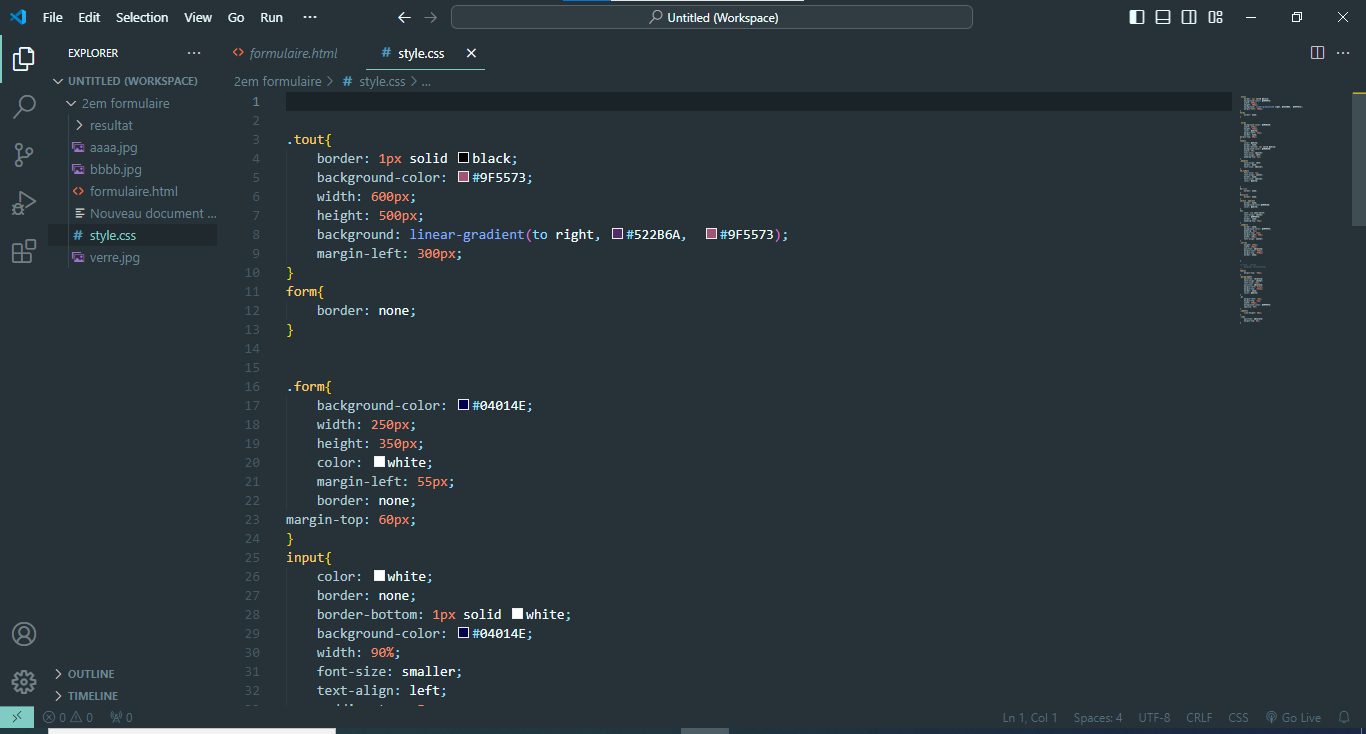 File Edit Selection View Go Run ···
Untitled (Workspace)
EXPLORER ···
formulaire.html
# style.css
UNTITLED (WORKSPACE)
2em formulaire > # style.css > ...
2em formulaire
resultat
aaaa.jpg
bbbb.jpg
<> formulaire.html
Nouveau document ...
# style.css
verre.jpg
1
2
3 .tout{
4 border: 1px solid black;
5 background-color: #9F5573;
6 width: 600px;
7 height: 500px;
8 background: linear-gradient(to right, #522B6A, #9F5573);
9 margin-left: 300px;
10 }
11 form{
12 border: none;
13 }
14
15
16 .form{
17 background-color: #04014E;
18 width: 250px;
19 height: 350px;
20 color: white;
21 margin-left: 55px;
22 border: none;
23 margin-top: 60px;
24 }
25 input{
26 color: white;
27 border: none;
28 border-bottom: 1px solid white;
29 background-color: #04014E;
30 width: 90%;
31 font-size: smaller;
32 text-align: left;
OUTLINE
TIMELINE
0 0 0
Ln 1, Col 1 Spaces: 4 UTF-8 CRLF CSS Go Live